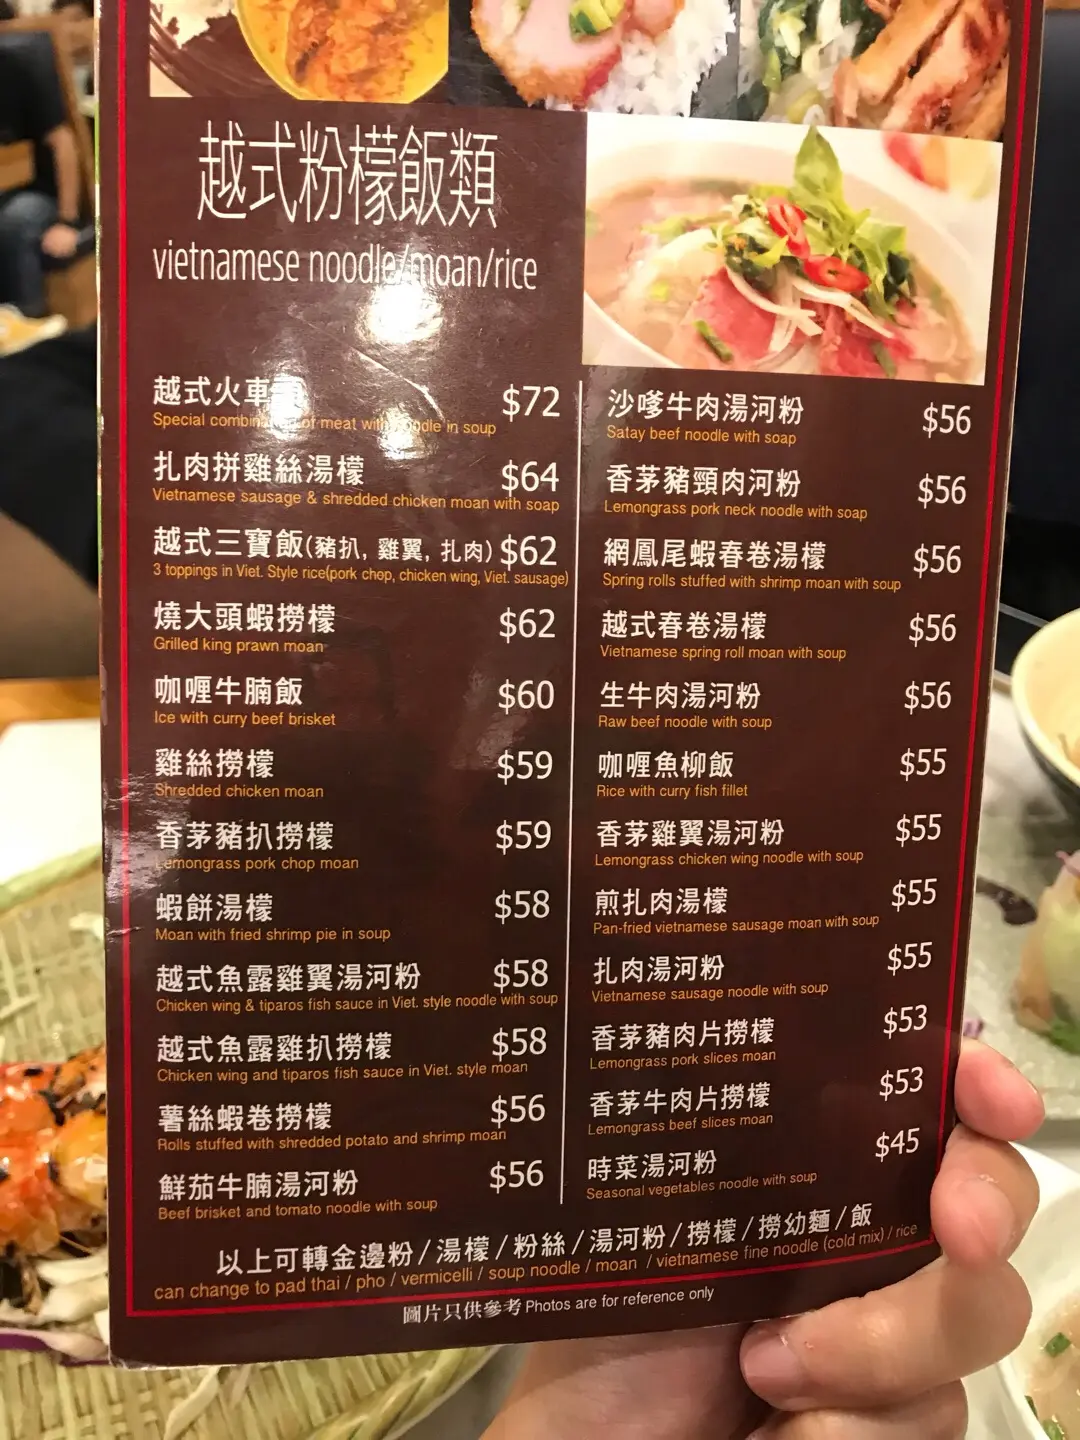 越式粉檬飯類
vietnamese noodle/moan/rice
越式火車
$72
Special combination of meat with noodle in soup
扎肉拼雞絲湯檬
$64
Vietnamese sausage & shredded chicken moan with soap
越式三寶飯(豬扒, 雞翼, 扎肉)
$62
3 toppings in Viet. Style rice(pork chop, chicken wing, Viet. sausage)
燒大頭蝦撈檬
$62
Grilled king prawn moan
咖喱牛腩飯
$60
Ice with curry beef brisket
雞絲撈檬
$59
Shredded chicken moan
香茅豬扒撈檬
$59
Lemongrass pork chop moan
蝦餅湯檬
$58
Moan with fried shrimp pie in soup
越式魚露雞翼湯河粉
$58
Chicken wing & tiparos fish sauce in Viet. style noodle with soup
越式魚露雞扒撈檬
$58
Chicken wing and tiparos fish sauce in Viet. style moan
薯絲蝦卷撈檬
$56
Rolls stuffed with shredded potato and shrimp moan
鮮茄牛腩湯河粉
$56
Beef brisket and tomato noodle with soup
沙嗲牛肉湯河粉
$56
Satay beef noodle with soap
香茅豬頸肉河粉
$56
Lemongrass pork neck noodle with soap
網鳳尾蝦春卷湯檬
$56
Spring rolls stuffed with shrimp moan with soup
越式春卷湯檬
$56
Vietnamese spring roll moan with soup
生牛肉湯河粉
$56
Raw beef noodle with soup
咖喱魚柳飯
$55
Rice with curry fish fillet
香茅雞翼湯河粉
$55
Lemongrass chicken wing noodle with soup
煎扎肉湯檬
$55
Pan-fried vietnamese sausage moan with soup
扎肉湯河粉
$55
Vietnamese sausage noodle with soup
香茅豬肉片撈檬
$53
Lemongrass pork slices moan
香茅牛肉片撈檬
$53
Lemongrass beef slices moan
時菜湯河粉
$45
Seasonal vegetables noodle with soup
以上可轉金邊粉/湯檬/粉絲/湯河粉/撈檬/撈幼麵/飯
can change to pad thai / pho / vermicelli / soup noodle / moan / vietnamese fine noodle (cold mix) / rice
圖片只供參考 Photos are for reference only